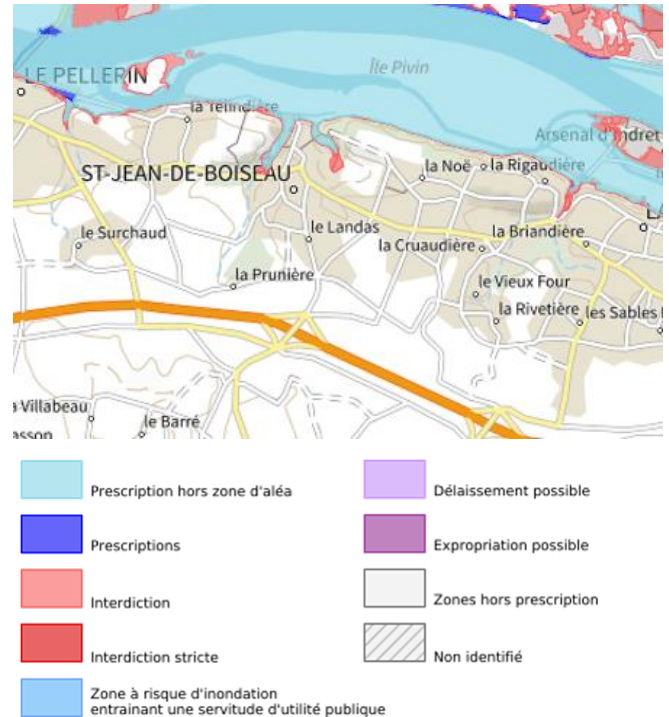 Île Pivin
LE PELLERIN
la Télindière
Arsenal d'Indret
la Noë
la Rigaudière
ST-JEAN-DE-BOISEAU
le Surchaud
le Landas
la Cruaudière
la Briandière
la Prunière
le Vieux Four
la Rivetière
les Sables
a Villabeau
le Barré
asson
Prescription hors zone d'aléa
Délaissement possible
Prescriptions
Expropriation possible
Interdiction
Zones hors prescription
Interdiction stricte
Non identifié
Zone à risque d'inondation
entrainant une servitude d'utilité publique